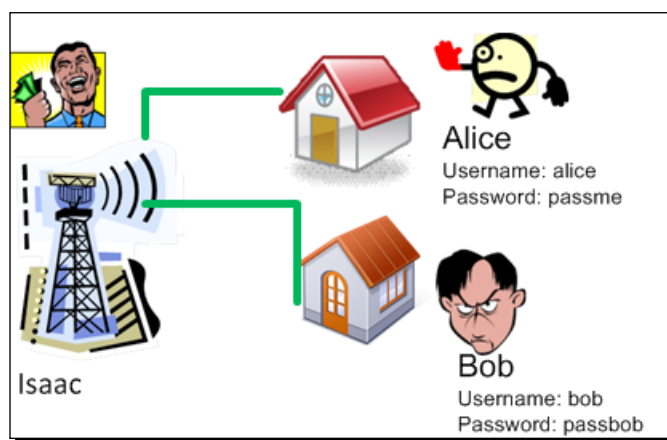 Alice
Username: alice
Password: passme
Isaac
Bob
Username: bob
Password: passbob